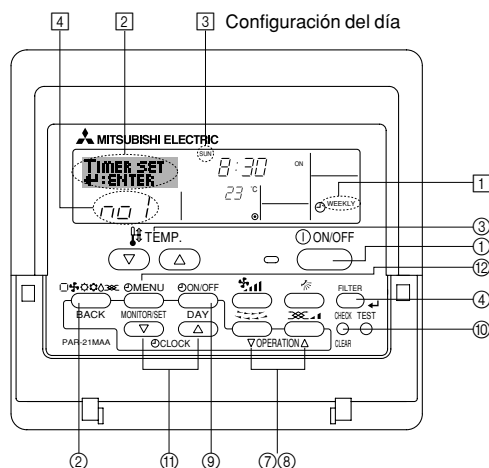 4 2 3 Configuración del día
MITSUBISHI ELECTRIC
TIMER SET
↵:ENTER
SUN
8:30 ON
23 °C
no 1
WEEKLY
1
TEMP.
ON/OFF
③
①
⑫
MENU ON/OFF
FILTER
④
BACK MONITOR/SET DAY
CHECK TEST
⑩
PAR-21MAA
CLOCK
▽OPERATION△
CLEAR
② ⑪ ⑨ ⑦⑧